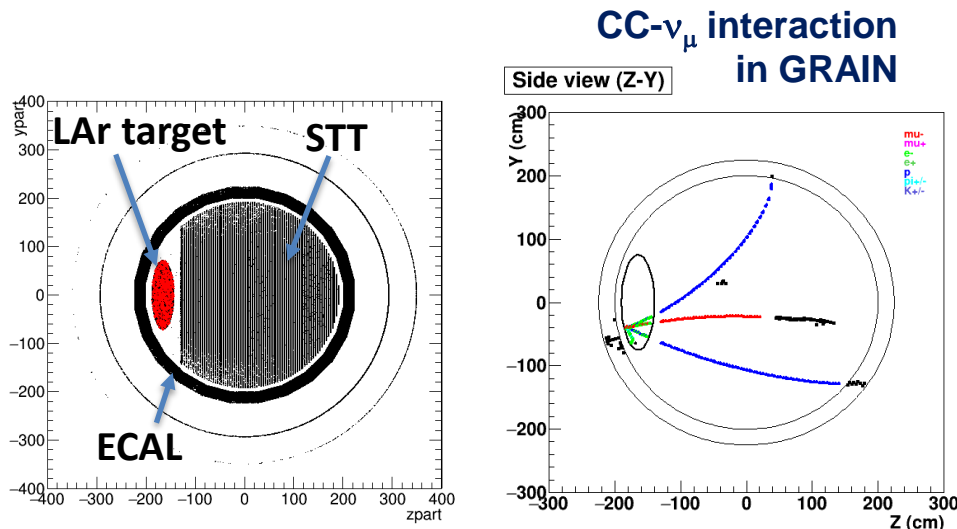 CC-νμ interaction
in GRAIN
ypart
400
300
200
100
0
−100
−200
−300
−400
LAr target
STT
ECAL
−400 −300 −200 −100 0 100 200 300 400
zpart
Side view (Z-Y)
Y (cm)
300
200
100
0
−100
−200
−300
mu-
mu+
e-
e+
p
pi+/-
K+/-
−300 −200 −100 0 100 200 300
Z (cm)